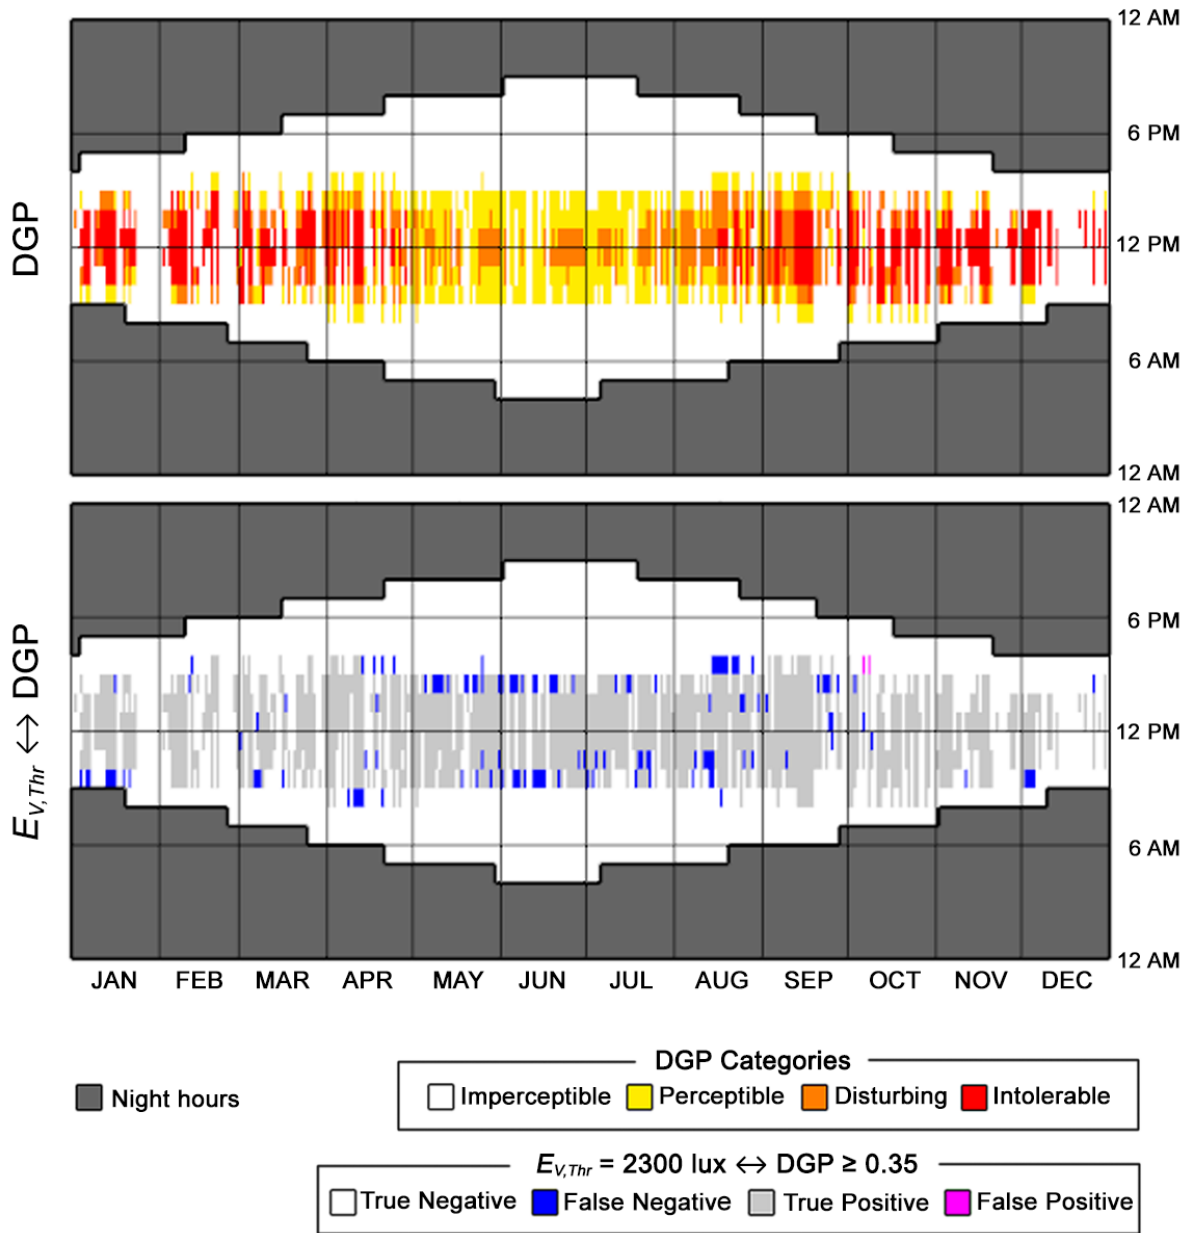 12 AM
DGP
6 PM
12 PM
6 AM
12 AM
12 AM
E_V,Thr ↔ DGP
6 PM
12 PM
6 AM
12 AM
JAN FEB MAR APR MAY JUN JUL AUG SEP OCT NOV DEC
DGP Categories
Night hours
Imperceptible Perceptible Disturbing Intolerable
E_V,Thr = 2300 lux ↔ DGP ≥ 0.35
True Negative False Negative True Positive False Positive